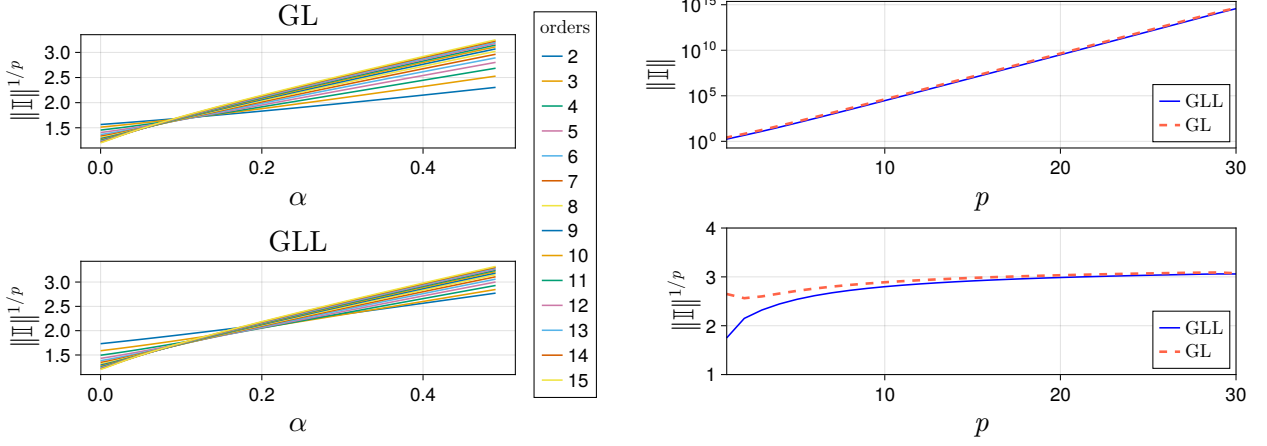 GL
‖𝕀‖^{1/p}
3.0
2.5
2.0
1.5
0.0 0.2 0.4
α
GLL
‖𝕀‖^{1/p}
3.0
2.5
2.0
1.5
0.0 0.2 0.4
α
orders
2
3
4
5
6
7
8
9
10
11
12
13
14
15
‖𝕀‖
10^{15}
10^{10}
10^{5}
10^{0}
GLL
GL
10 20 30
p
‖𝕀‖^{1/p}
4
3
2
1
GLL
GL
10 20 30
p